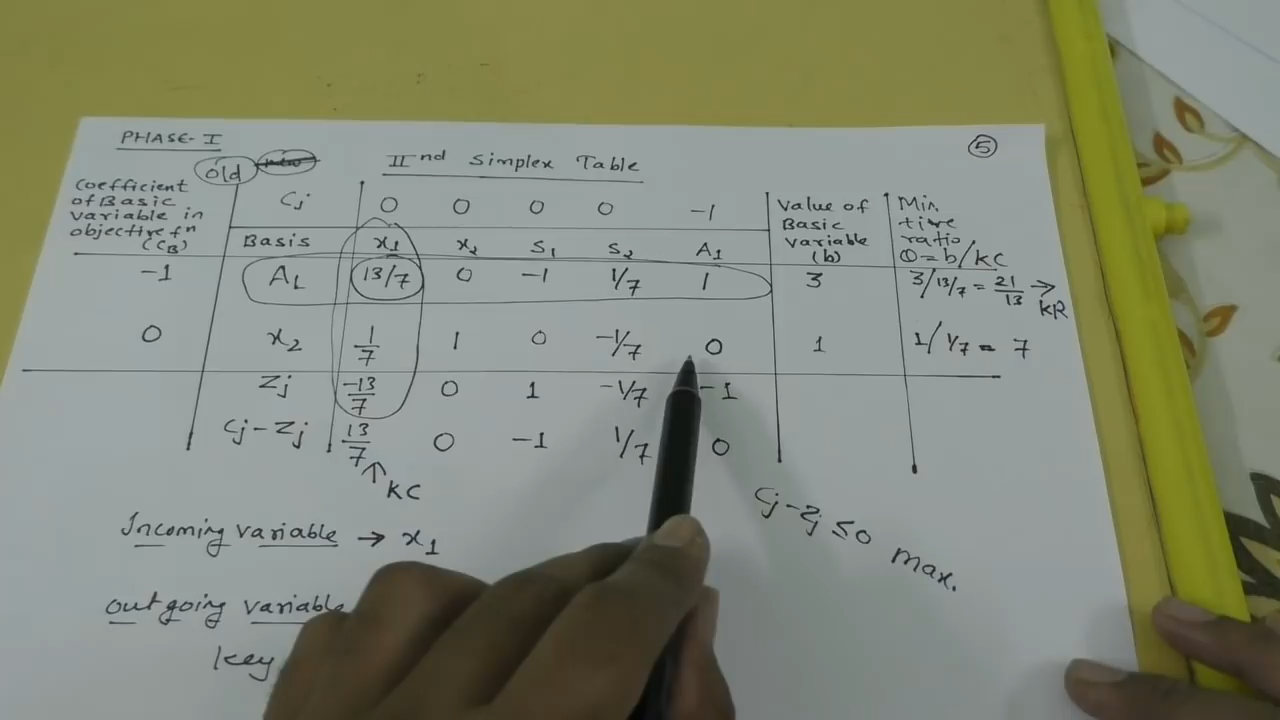 PHASE-I
⑤
old
IInd Simplex Table
Coefficient of Basic variable in objective fn (CB)
Cj 0 0 0 0 -1
Value of Basic variable (b)
Min time ratio θ=b/KC
Basis x1 x2 S1 S2 A1
-1 A1 13/7 0 -1 1/7 1 3 3/13/7 = 21/13 → KR
0 x2 1/7 1 0 -1/7 0 1 1/1/7 = 7
Zj -13/7 0 1 -1/7 -1
Cj-Zj 13/7 0 -1 1/7 0
↑ KC
Cj-Zj ≤0 max.
Incoming variable → x1
Outgoing variable
key